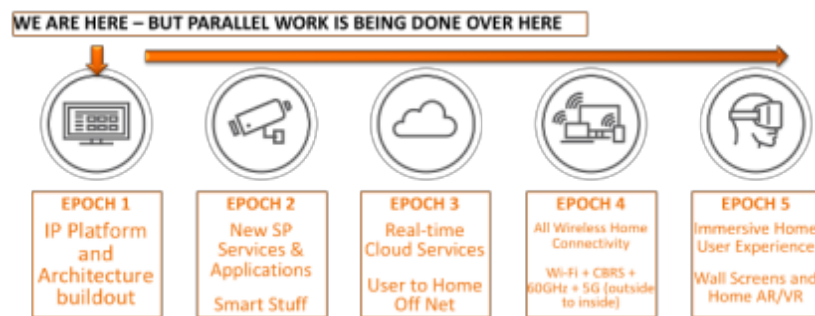 WE ARE HERE – BUT PARALLEL WORK IS BEING DONE OVER HERE
EPOCH 1
IP Platform
and
Architecture
buildout
EPOCH 2
New SP
Services &
Applications
Smart Stuff
EPOCH 3
Real-time
Cloud Services
User to Home
Off Net
EPOCH 4
All Wireless Home
Connectivity
Wi-Fi + CBRS +
60GHz + 5G (outside
to inside)
EPOCH 5
Immersive Home
User Experience
Wall Screens and
Home AR/VR